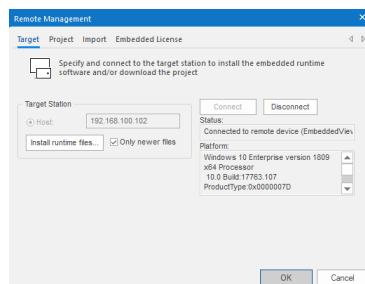 Remote Management
Target Project Import Embedded License
Specify and connect to the target station to install the embedded runtime
software and/or download the project
Target Station
Host: 192.168.100.102
Install runtime files... Only newer files
Connect Disconnect
Status:
Connected to remote device (EmbeddedView
Platform:
Windows 10 Enterprise version 1809
x64 Processor
10.0 Build:17763.107
ProductType:0x0000007D
OK Cancel